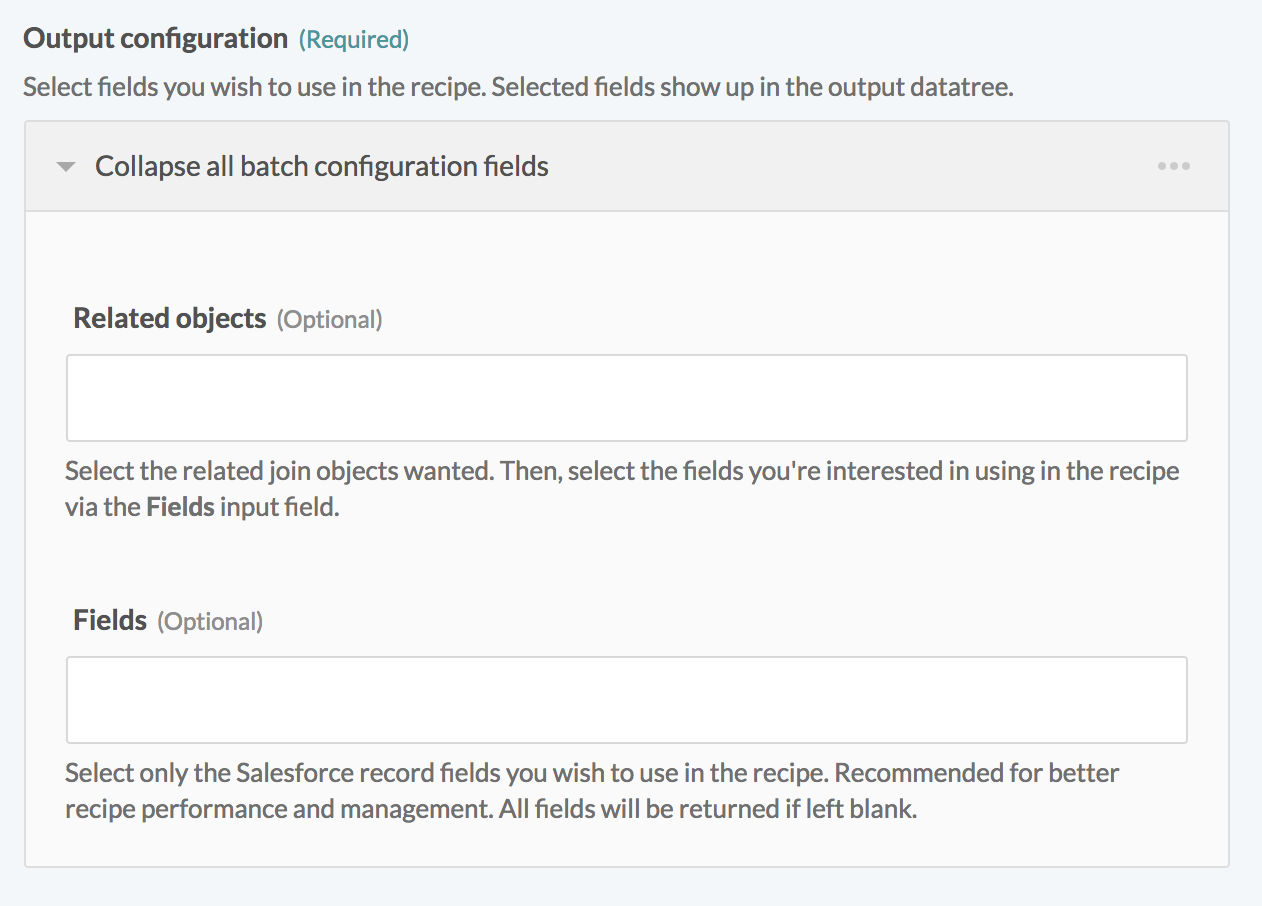 Output configuration (Required)
Select fields you wish to use in the recipe. Selected fields show up in the output datatree.
Collapse all batch configuration fields
Related objects (Optional)
Select the related join objects wanted. Then, select the fields you're interested in using in the recipe
via the Fields input field.
Fields (Optional)
Select only the Salesforce record fields you wish to use in the recipe. Recommended for better
recipe performance and management. All fields will be returned if left blank.